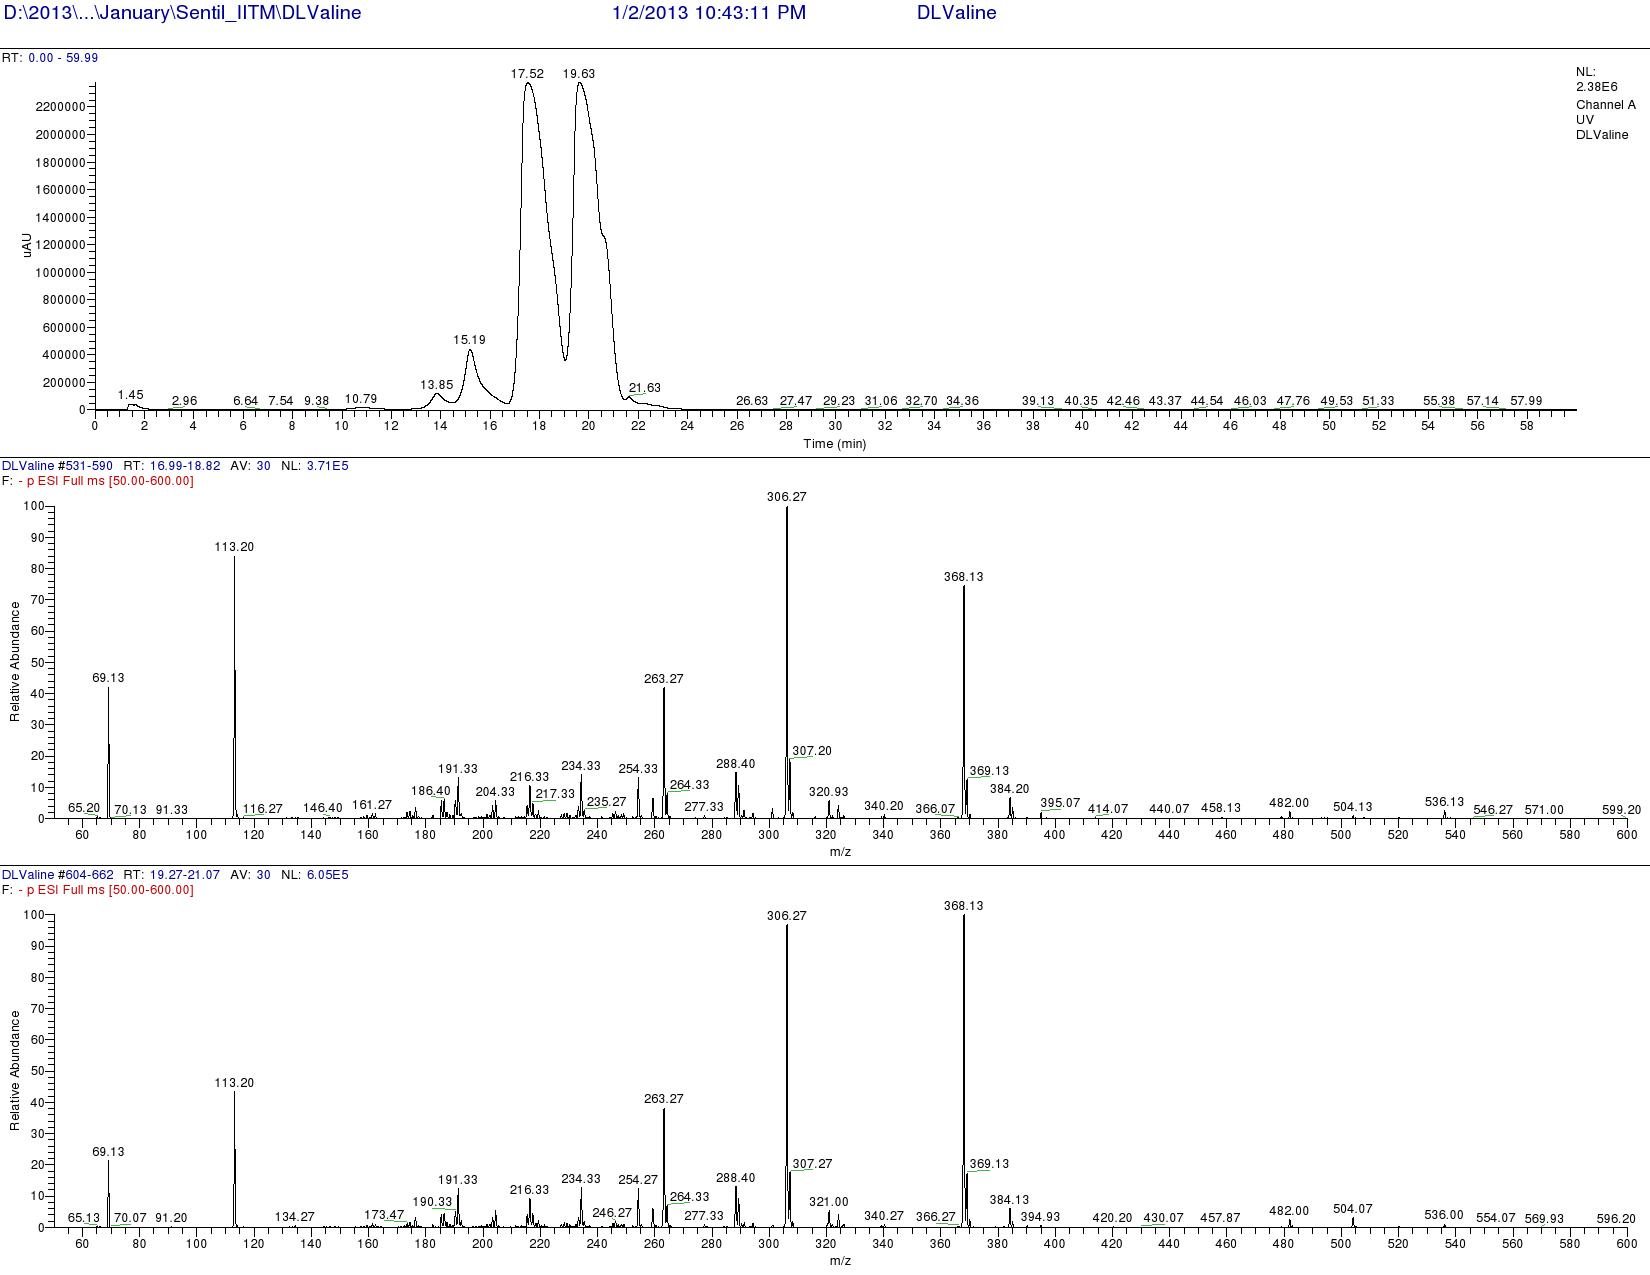 D:\2013\...\January\Sentil_IITM\DLValine 1/2/2013 10:43:11 PM DLValine
RT: 0.00 - 59.99
17.52 19.63
NL:
2.38E6
Channel A
UV
DLValine
2200000
2000000
1800000
1600000
1400000
1200000
1000000
800000
600000
400000
200000
0
uAU
1.45 2.96 6.64 7.54 9.38 10.79 13.85 15.19 21.63 26.63 27.47 29.23 31.06 32.70 34.36 39.13 40.35 42.46 43.37 44.54 46.03 47.76 49.53 51.33 55.38 57.14 57.99
0 2 4 6 8 10 12 14 16 18 20 22 24 26 28 30 32 34 36 38 40 42 44 46 48 50 52 54 56 58
Time (min)
DLValine #531-590 RT: 16.99-18.82 AV: 30 NL: 3.71E5
F: - p ESI Full ms [50.00-600.00]
100
90
80
70
60
50
40
30
20
10
0
Relative Abundance
65.20 69.13 70.13 91.33 113.20 116.27 146.40 161.27 186.40 191.33 204.33 216.33 217.33 234.33 235.27 254.33 263.27 264.33 277.33 288.40 306.27 307.20 320.93 340.20 366.07 368.13 369.13 384.20 395.07 414.07 440.07 458.13 482.00 504.13 536.13 546.27 571.00 599.20
60 80 100 120 140 160 180 200 220 240 260 280 300 320 340 360 380 400 420 440 460 480 500 520 540 560 580 600
m/z
DLValine #604-662 RT: 19.27-21.07 AV: 30 NL: 6.05E5
F: - p ESI Full ms [50.00-600.00]
100
90
80
70
60
50
40
30
20
10
0
Relative Abundance
65.13 69.13 70.07 91.20 113.20 134.27 173.47 190.33 191.33 216.33 234.33 246.27 254.27 263.27 264.33 277.33 288.40 306.27 307.27 321.00 340.27 366.27 368.13 369.13 384.13 394.93 420.20 430.07 457.87 482.00 504.07 536.00 554.07 569.93 596.20
60 80 100 120 140 160 180 200 220 240 260 280 300 320 340 360 380 400 420 440 460 480 500 520 540 560 580 600
m/z